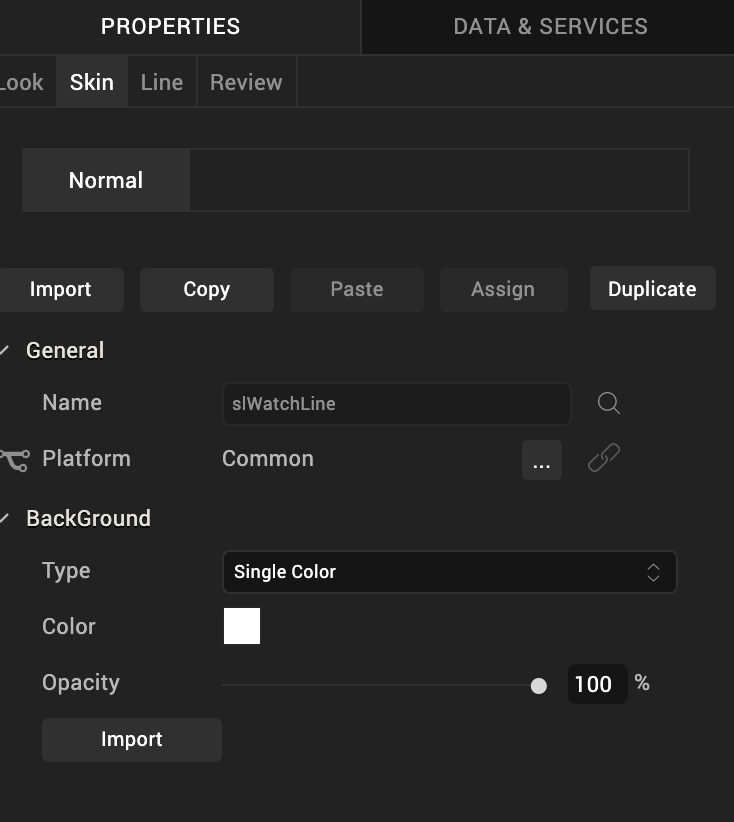 PROPERTIES DATA & SERVICES
Look Skin Line Review
Normal
Import Copy Paste Assign Duplicate
General
Name slWatchLine
Platform Common ...
BackGround
Type Single Color
Color
Opacity 100 %
Import